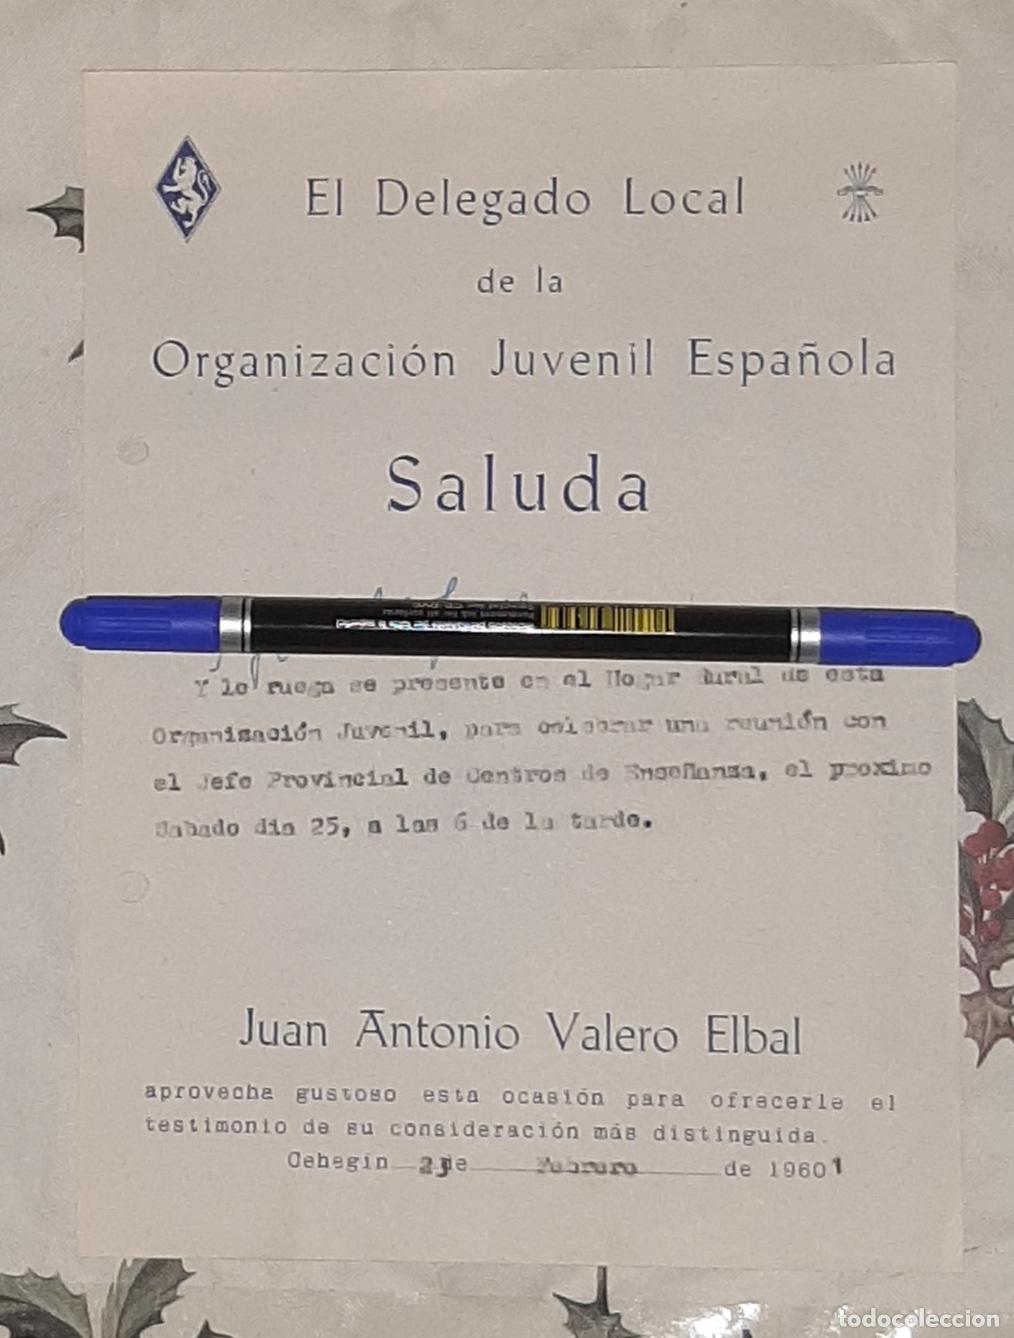 El Delegado Local
de la
Organización Juvenil Española
Saluda
Y le ruega se presente en el Hogar Rural de esta
Organización Juvenil, para celebrar una reunión con
el Jefe Provincial de Centros de Enseñanza, el proximo
Sabado dia 25, a las 6 de la tarde.
Juan Antonio Valero Elbal
aprovecha gustoso esta ocasión para ofrecerle el
testimonio de su consideración más distinguida.
Cehegín 23 de Febrero de 1960 1
todocoleccion